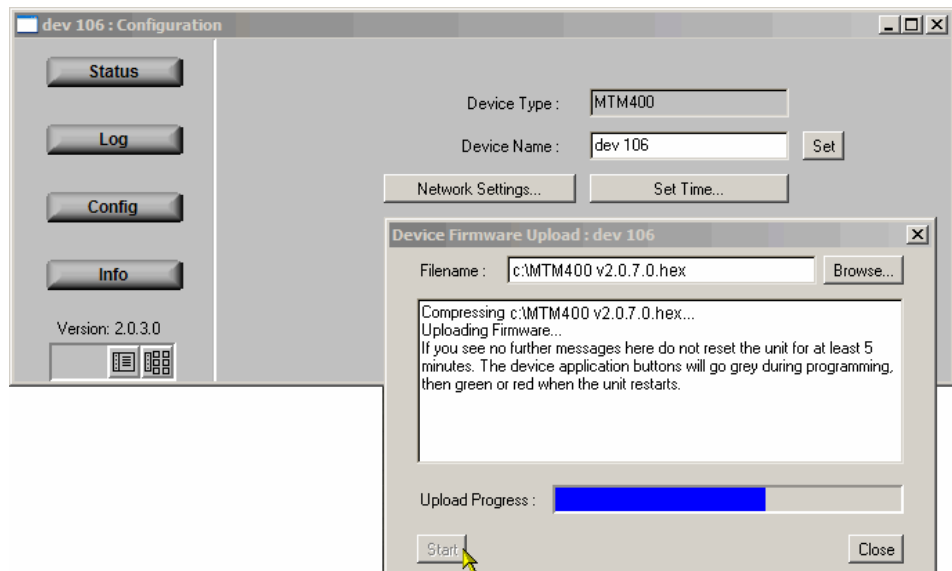 dev 106 : Configuration
Status
Log
Config
Info
Version: 2.0.3.0
Device Type :
MTM400
Device Name :
dev 106
Set
Network Settings...
Set Time...
Device Firmware Upload : dev 106
Filename :
c:\MTM400 v2.0.7.0.hex
Browse...
Compressing c:\MTM400 v2.0.7.0.hex...
Uploading Firmware...
If you see no further messages here do not reset the unit for at least 5
minutes. The device application buttons will go grey during programming,
then green or red when the unit restarts.
Upload Progress :
Start
Close